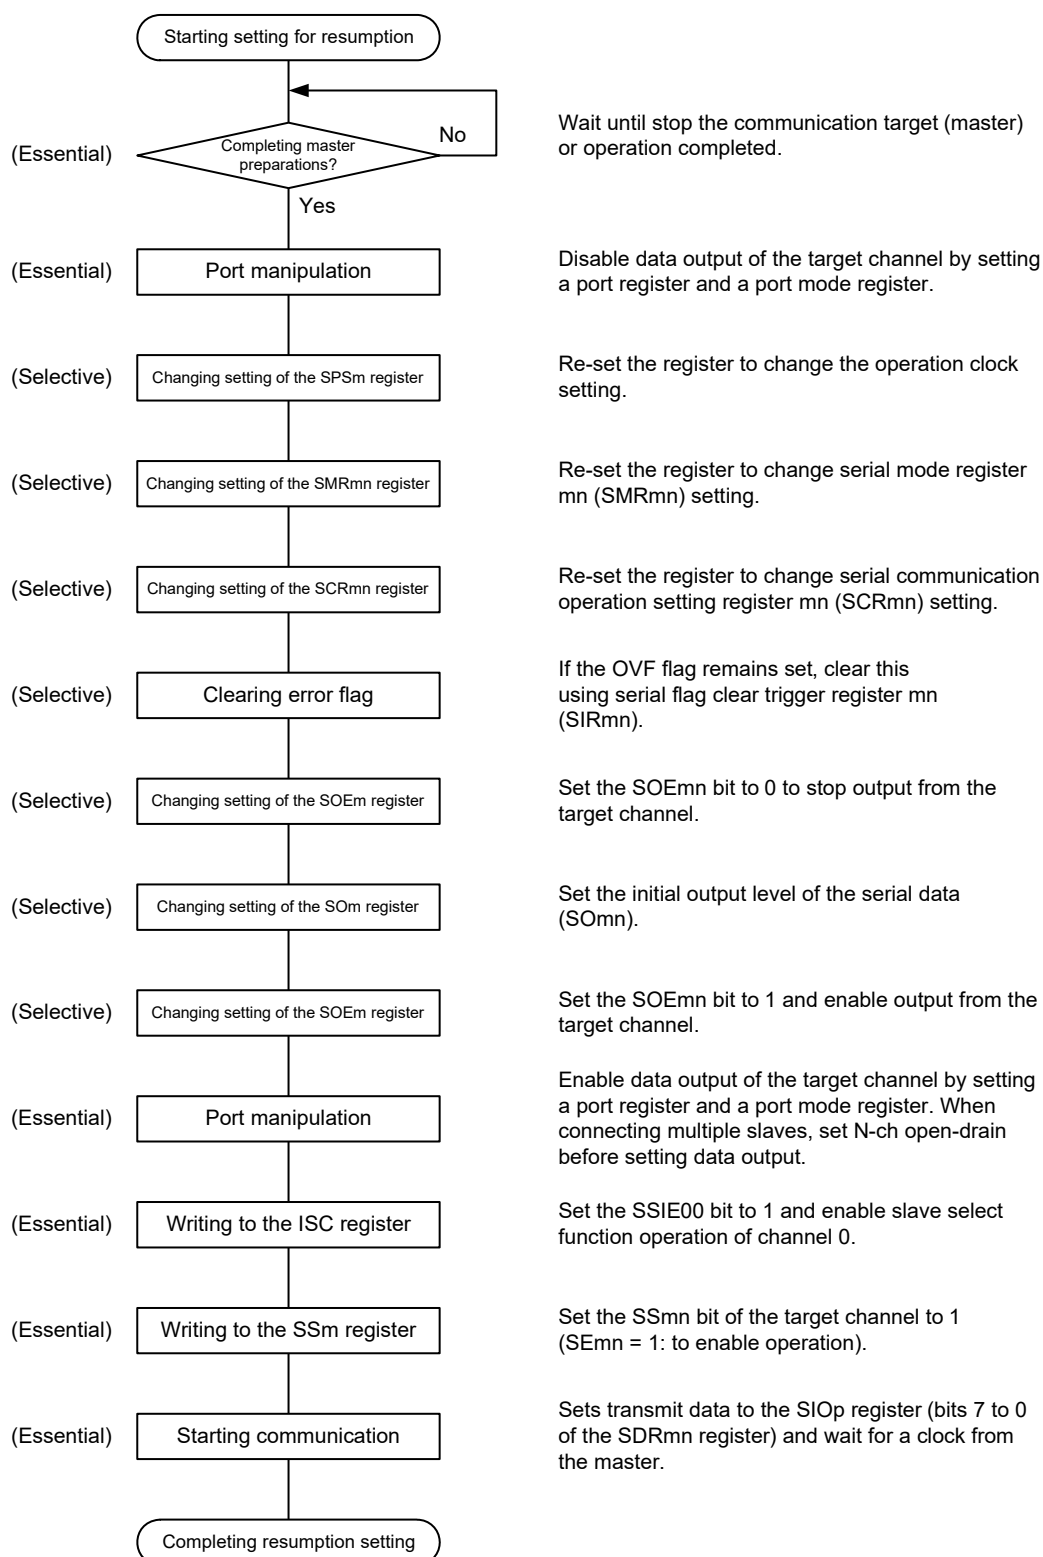 Starting setting for resumption
(Essential)
Completing master
preparations?
No
Wait until stop the communication target (master)
or operation completed.
Yes
(Essential)
Port manipulation
Disable data output of the target channel by setting
a port register and a port mode register.
(Selective)
Changing setting of the SPSm register
Re-set the register to change the operation clock
setting.
(Selective)
Changing setting of the SMRmn register
Re-set the register to change serial mode register
mn (SMRmn) setting.
(Selective)
Changing setting of the SCRmn register
Re-set the register to change serial communication
operation setting register mn (SCRmn) setting.
(Selective)
Clearing error flag
If the OVF flag remains set, clear this
using serial flag clear trigger register mn
(SIRmn).
(Selective)
Changing setting of the SOEm register
Set the SOEmn bit to 0 to stop output from the
target channel.
(Selective)
Changing setting of the SOm register
Set the initial output level of the serial data
(SOmn).
(Selective)
Changing setting of the SOEm register
Set the SOEmn bit to 1 and enable output from the
target channel.
(Essential)
Port manipulation
Enable data output of the target channel by setting
a port register and a port mode register. When
connecting multiple slaves, set N-ch open-drain
before setting data output.
(Essential)
Writing to the ISC register
Set the SSIE00 bit to 1 and enable slave select
function operation of channel 0.
(Essential)
Writing to the SSm register
Set the SSmn bit of the target channel to 1
(SEmn = 1: to enable operation).
(Essential)
Starting communication
Sets transmit data to the SIOp register (bits 7 to 0
of the SDRmn register) and wait for a clock from
the master.
Completing resumption setting